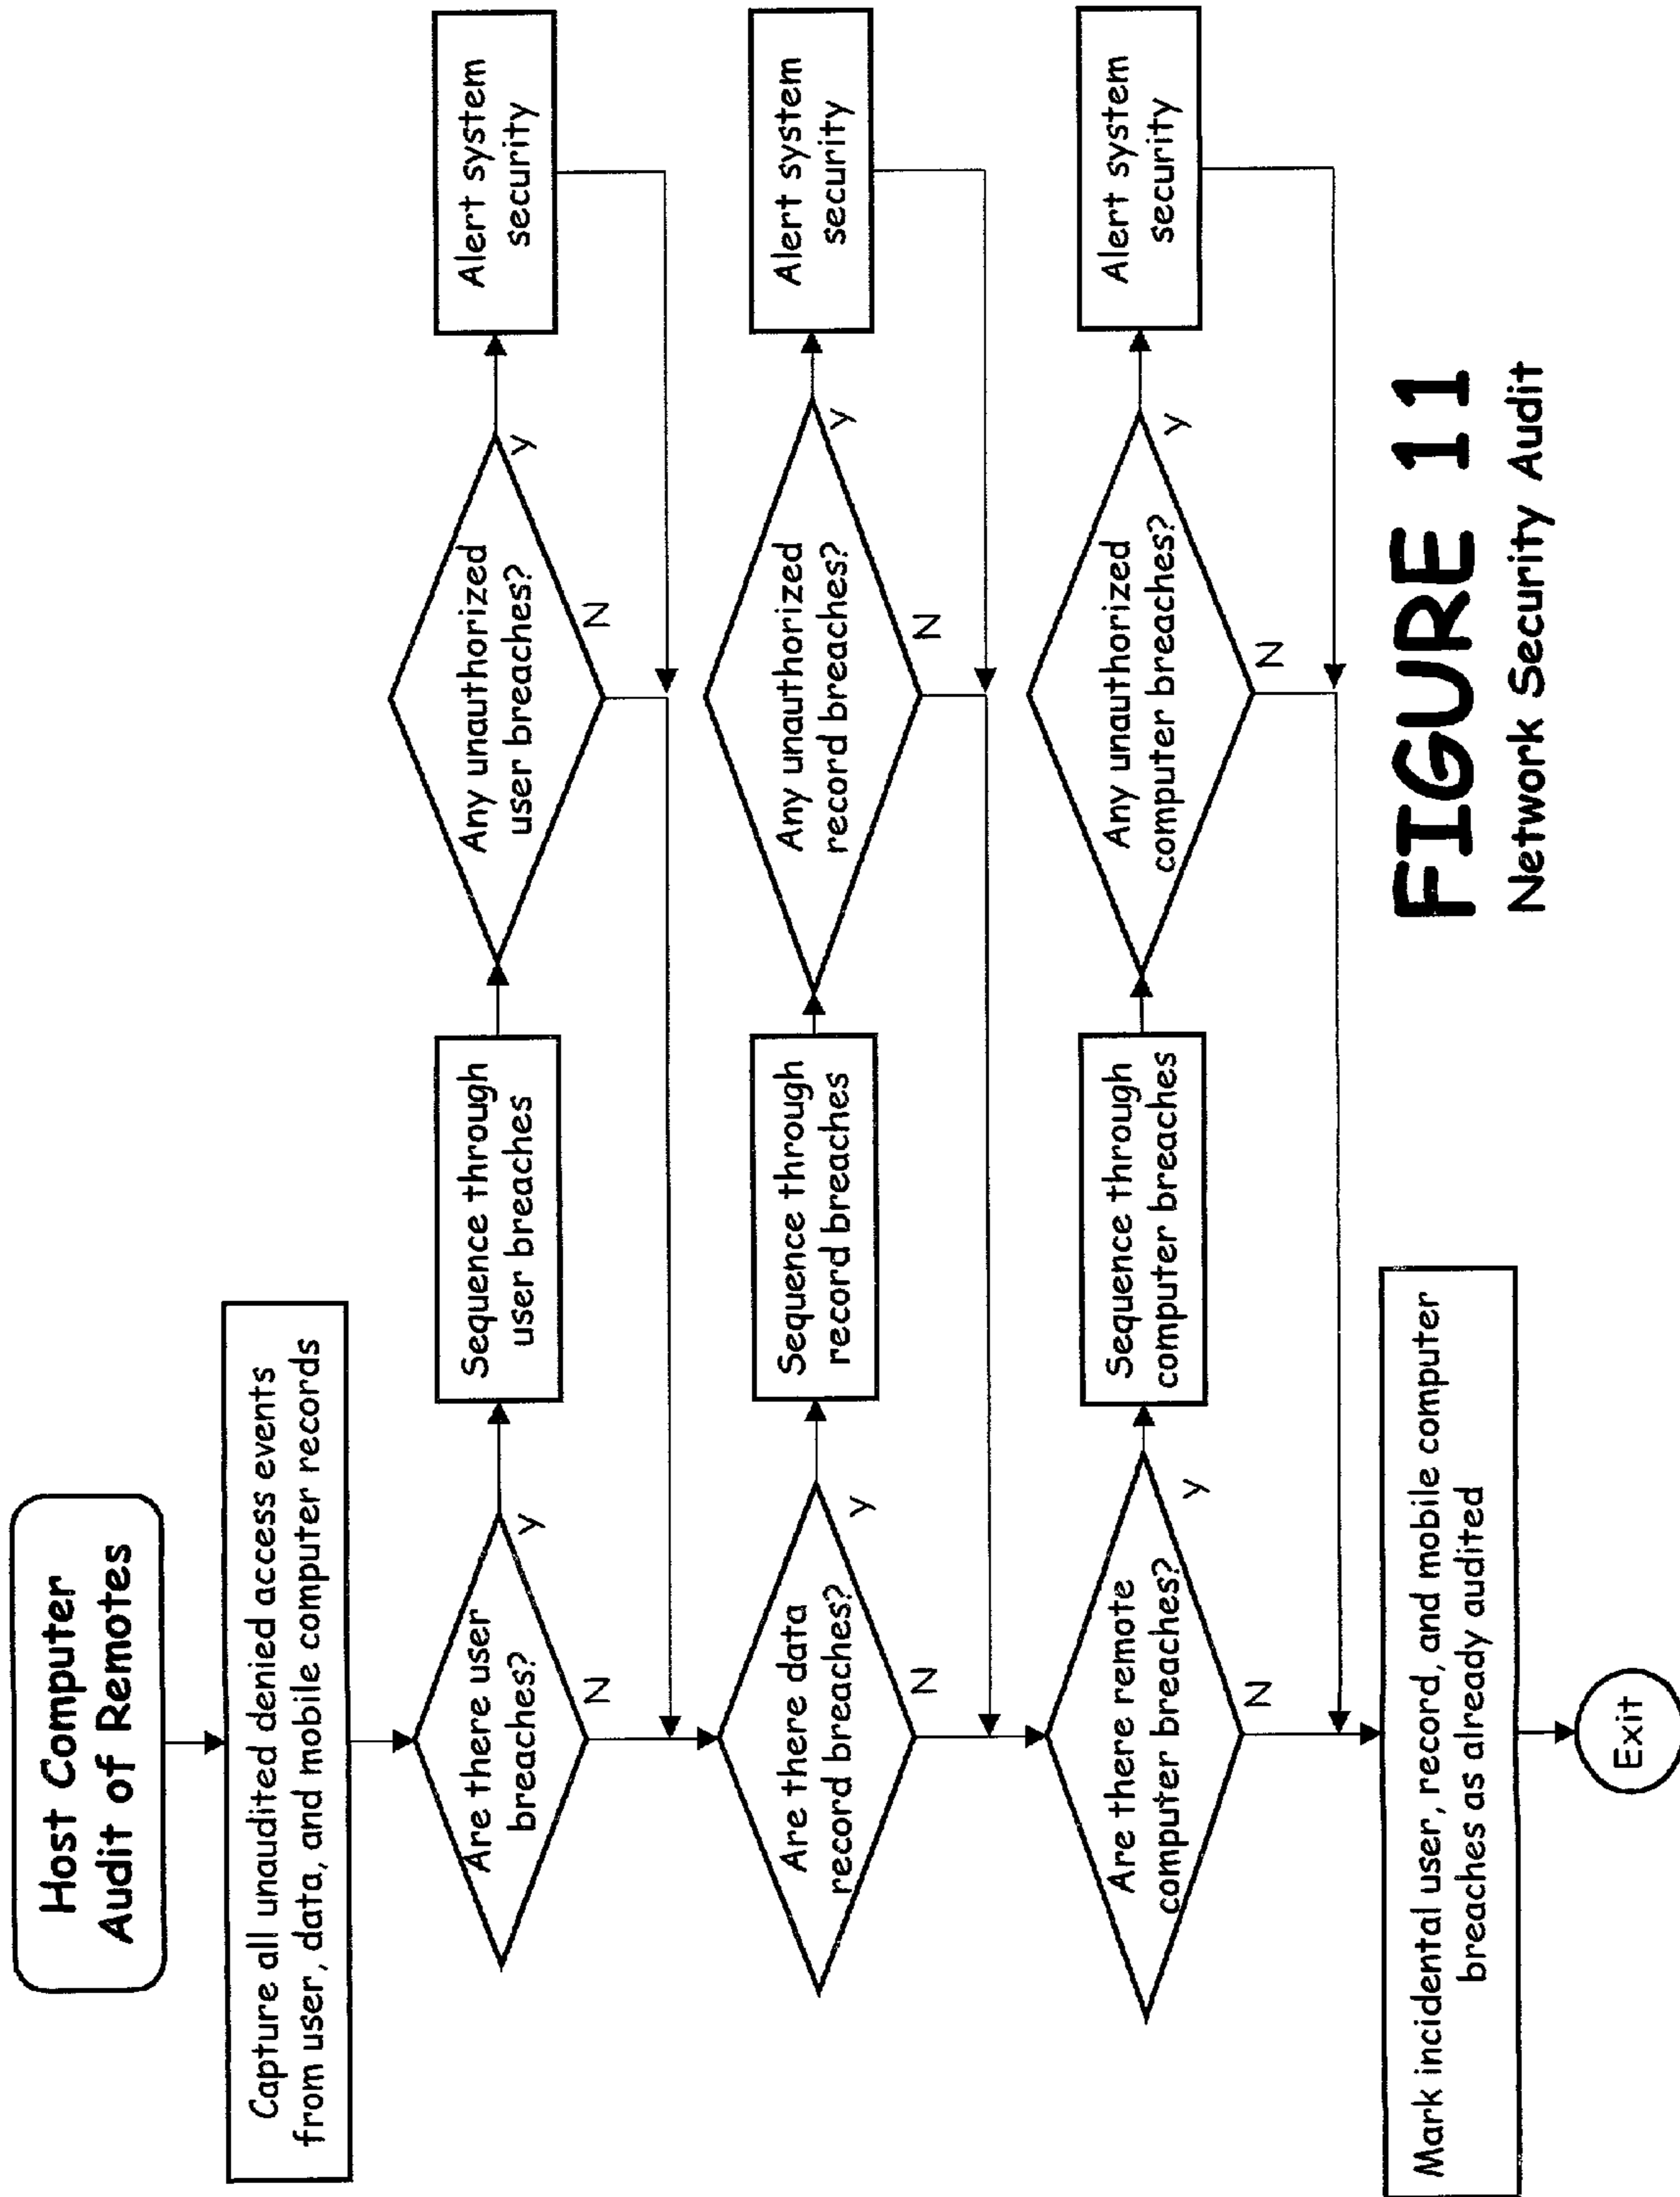 Host Computer
Audit of Remotes
Capture all unaudited denied access events
from user, data, and mobile computer records
Are there user
breaches?
Y
N
Sequence through
user breaches
Any unauthorized
user breaches?
Y
N
Alert system
security
Are there data
record breaches?
Y
N
Sequence through
record breaches
Any unauthorized
record breaches?
Y
N
Alert system
security
Are there remote
computer breaches?
Y
N
Sequence through
computer breaches
Any unauthorized
computer breaches?
Y
N
Alert system
security
Mark incidental user, record, and mobile computer
breaches as already audited
Exit
FIGURE 11
Network Security Audit